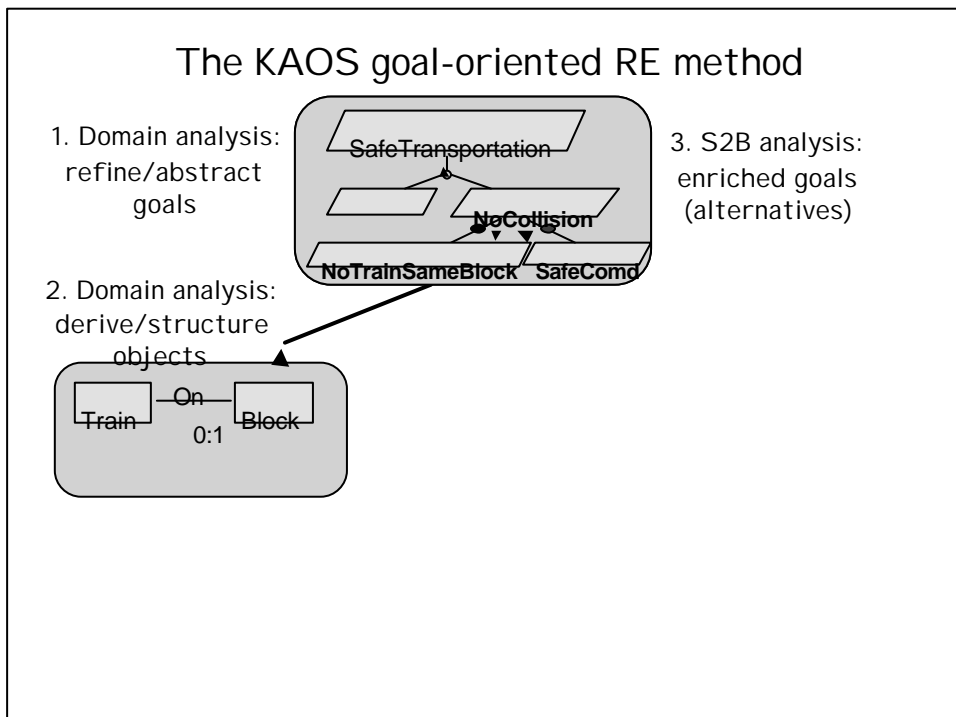 The KAOS goal-oriented RE method
1. Domain analysis:
refine/abstract
goals
SafeTransportation
NoCollision
NoTrainSameBlock
SafeComd
3. S2B analysis:
enriched goals
(alternatives)
2. Domain analysis:
derive/structure
objects
Train
On
0:1
Block